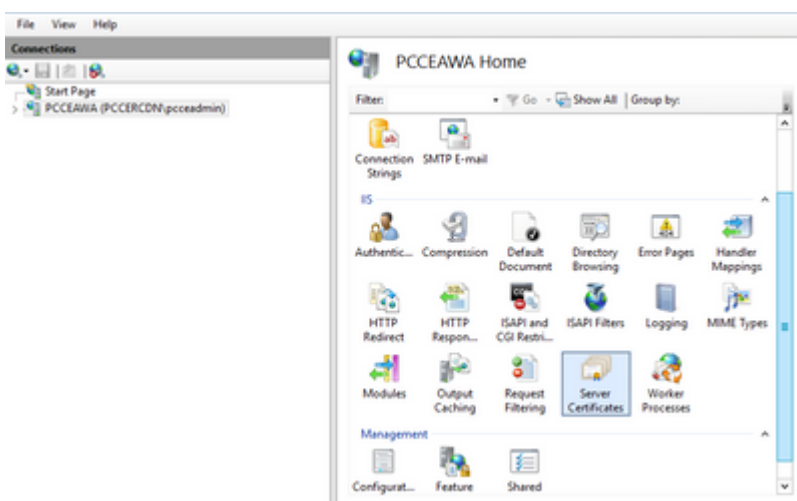 File View Help
Connections
Start Page
PCCEAWA (PCCERCDN\pcceadmin)
PCCEAWA Home
Filter: Go Show All Group by:
Connection Strings
SMTP E-mail
IIS
Authentic...
Compression
Default Document
Directory Browsing
Error Pages
Handler Mappings
HTTP Redirect
HTTP Respon...
ISAPI and CGI Restri...
ISAPI Filters
Logging
MIME Types
Modules
Output Caching
Request Filtering
Server Certificates
Worker Processes
Management
Configurat...
Feature
Shared